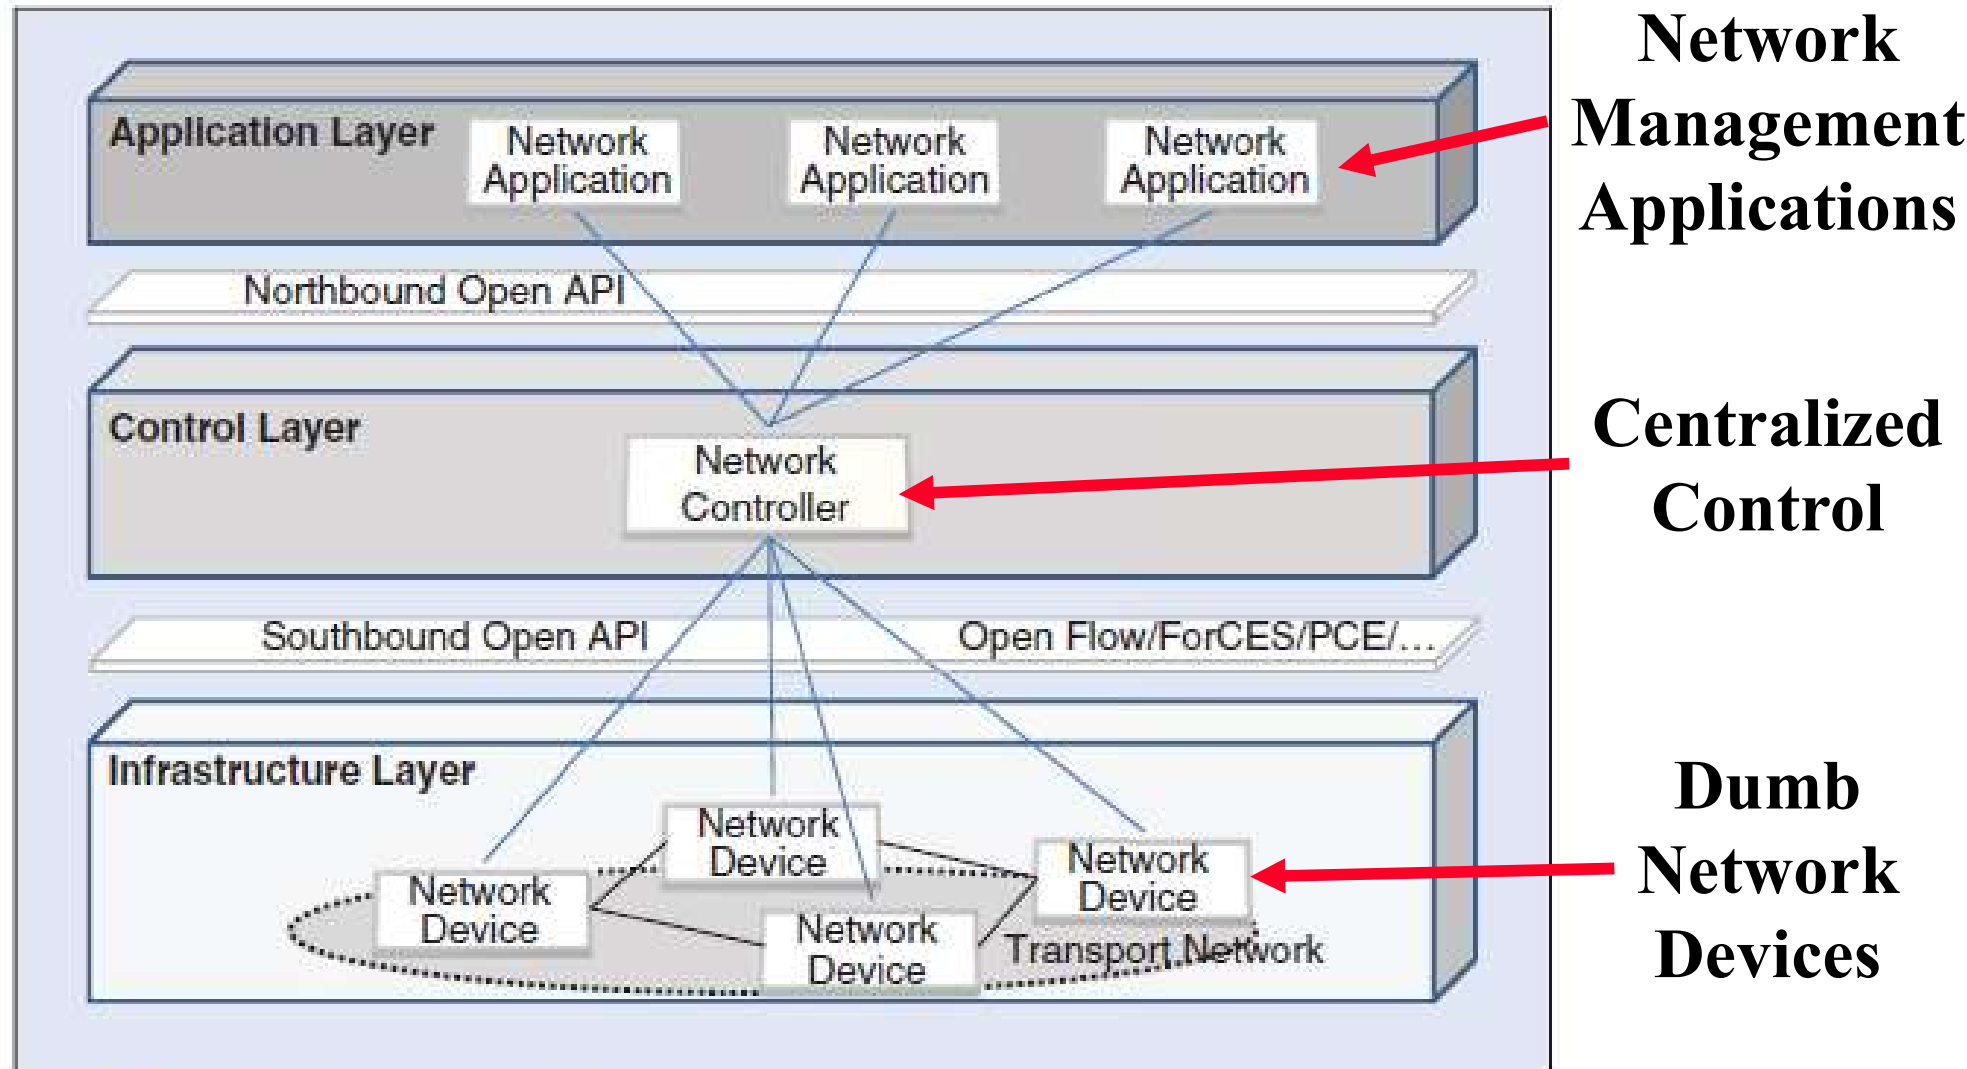 Application Layer
Network
Application
Network
Application
Network
Application
Network
Management
Applications
Northbound Open API
Control Layer
Network
Controller
Centralized
Control
Southbound Open API
Open Flow/ForCES/PCE/...
Infrastructure Layer
Network
Device
Network
Device
Network
Device
Network
Device
Transport Network
Dumb
Network
Devices